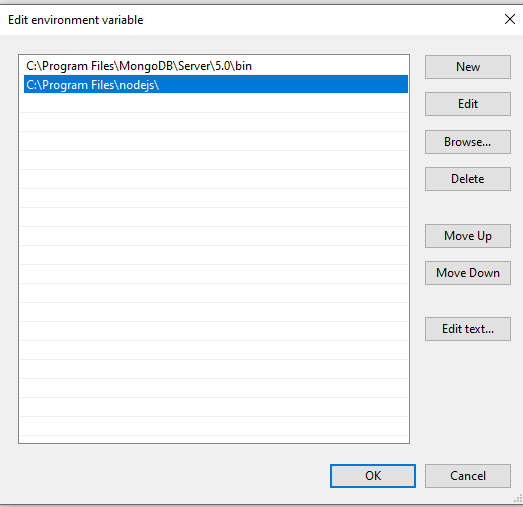 Edit environment variable
C:\Program Files\MongoDB\Server\5.0\bin
C:\Program Files\nodejs\
New
Edit
Browse...
Delete
Move Up
Move Down
Edit text...
OK
Cancel